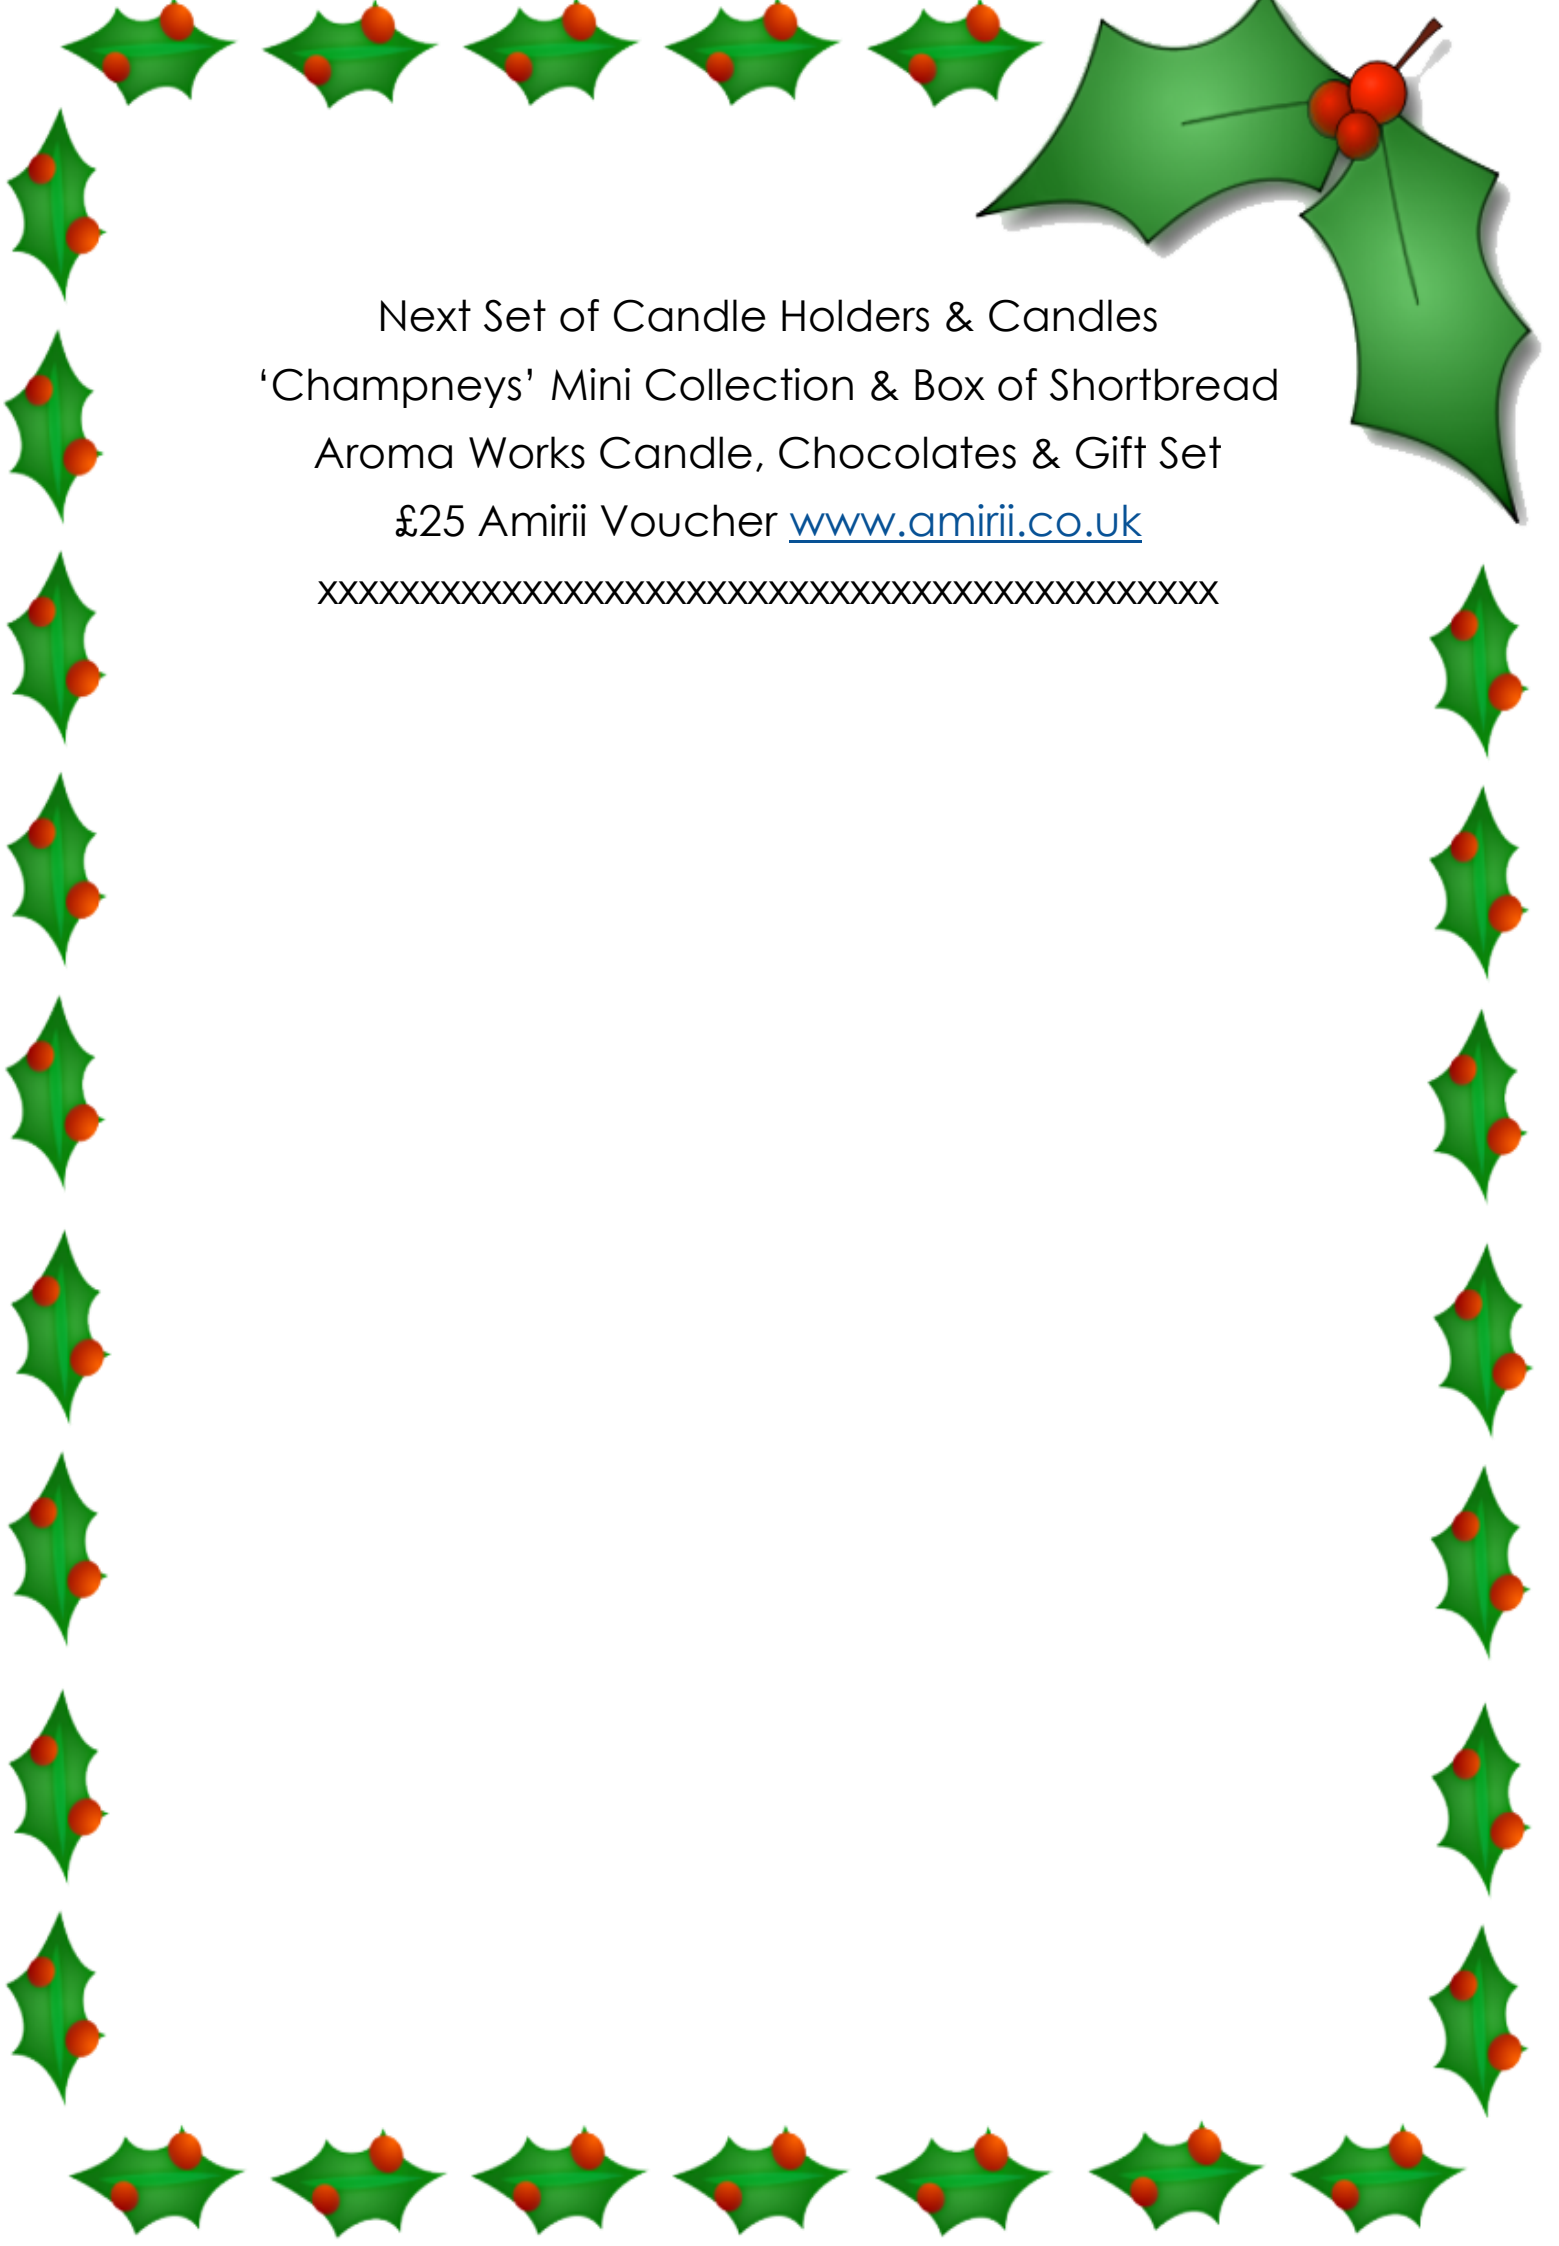 Next Set of Candle Holders & Candles
‘Champneys’ Mini Collection & Box of Shortbread
Aroma Works Candle, Chocolates & Gift Set
£25 Amirii Voucher www.amirii.co.uk
xxxxxxxxxxxxxxxxxxxxxxxxxxxxxxxxxxxxxxxxxxxx